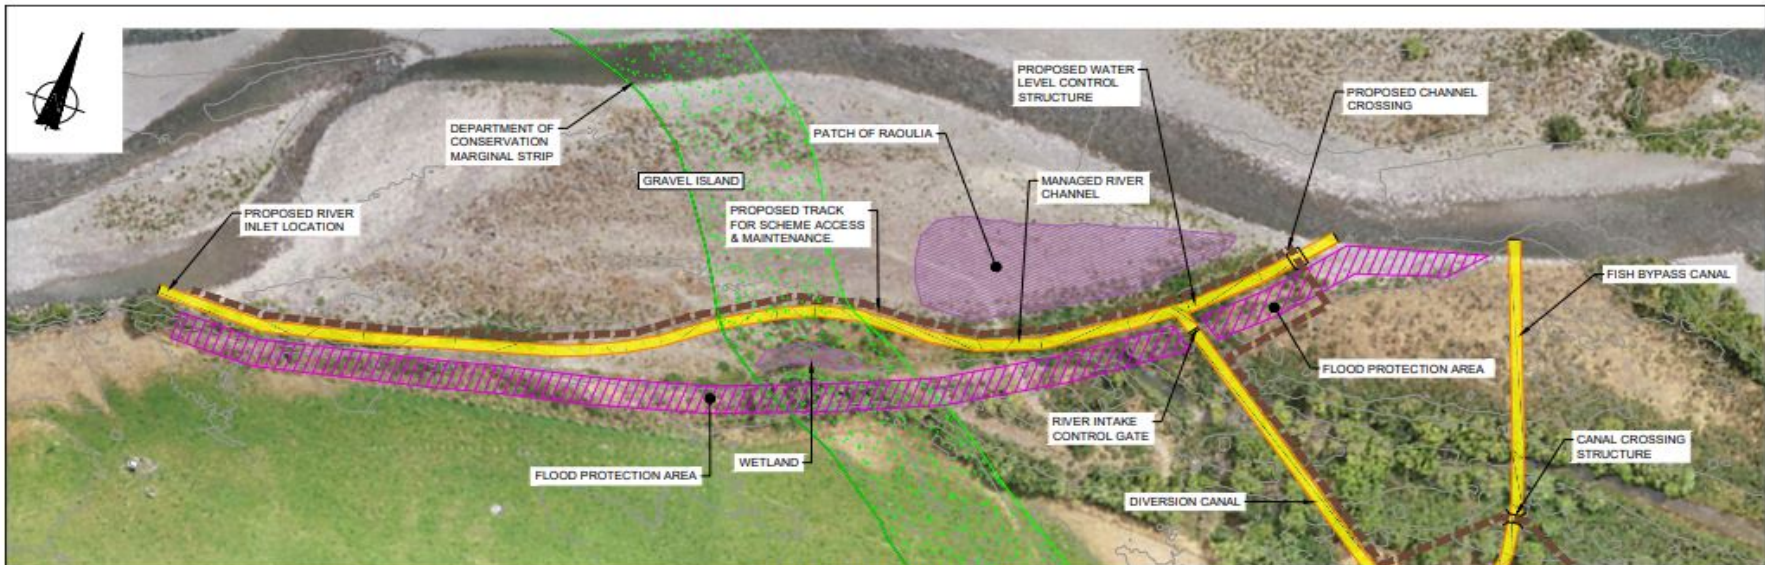 PROPOSED WATER
LEVEL CONTROL
STRUCTURE
PROPOSED CHANNEL
CROSSING
DEPARTMENT OF
CONSERVATION
MARGINAL STRIP
PATCH OF RAOULIA
GRAVEL ISLAND
MANAGED RIVER
CHANNEL
PROPOSED RIVER
INLET LOCATION
PROPOSED TRACK
FOR SCHEME ACCESS
& MAINTENANCE.
FISH BYPASS CANAL
FLOOD PROTECTION AREA
RIVER INTAKE
CONTROL GATE
CANAL CROSSING
STRUCTURE
WETLAND
FLOOD PROTECTION AREA
DIVERSION CANAL